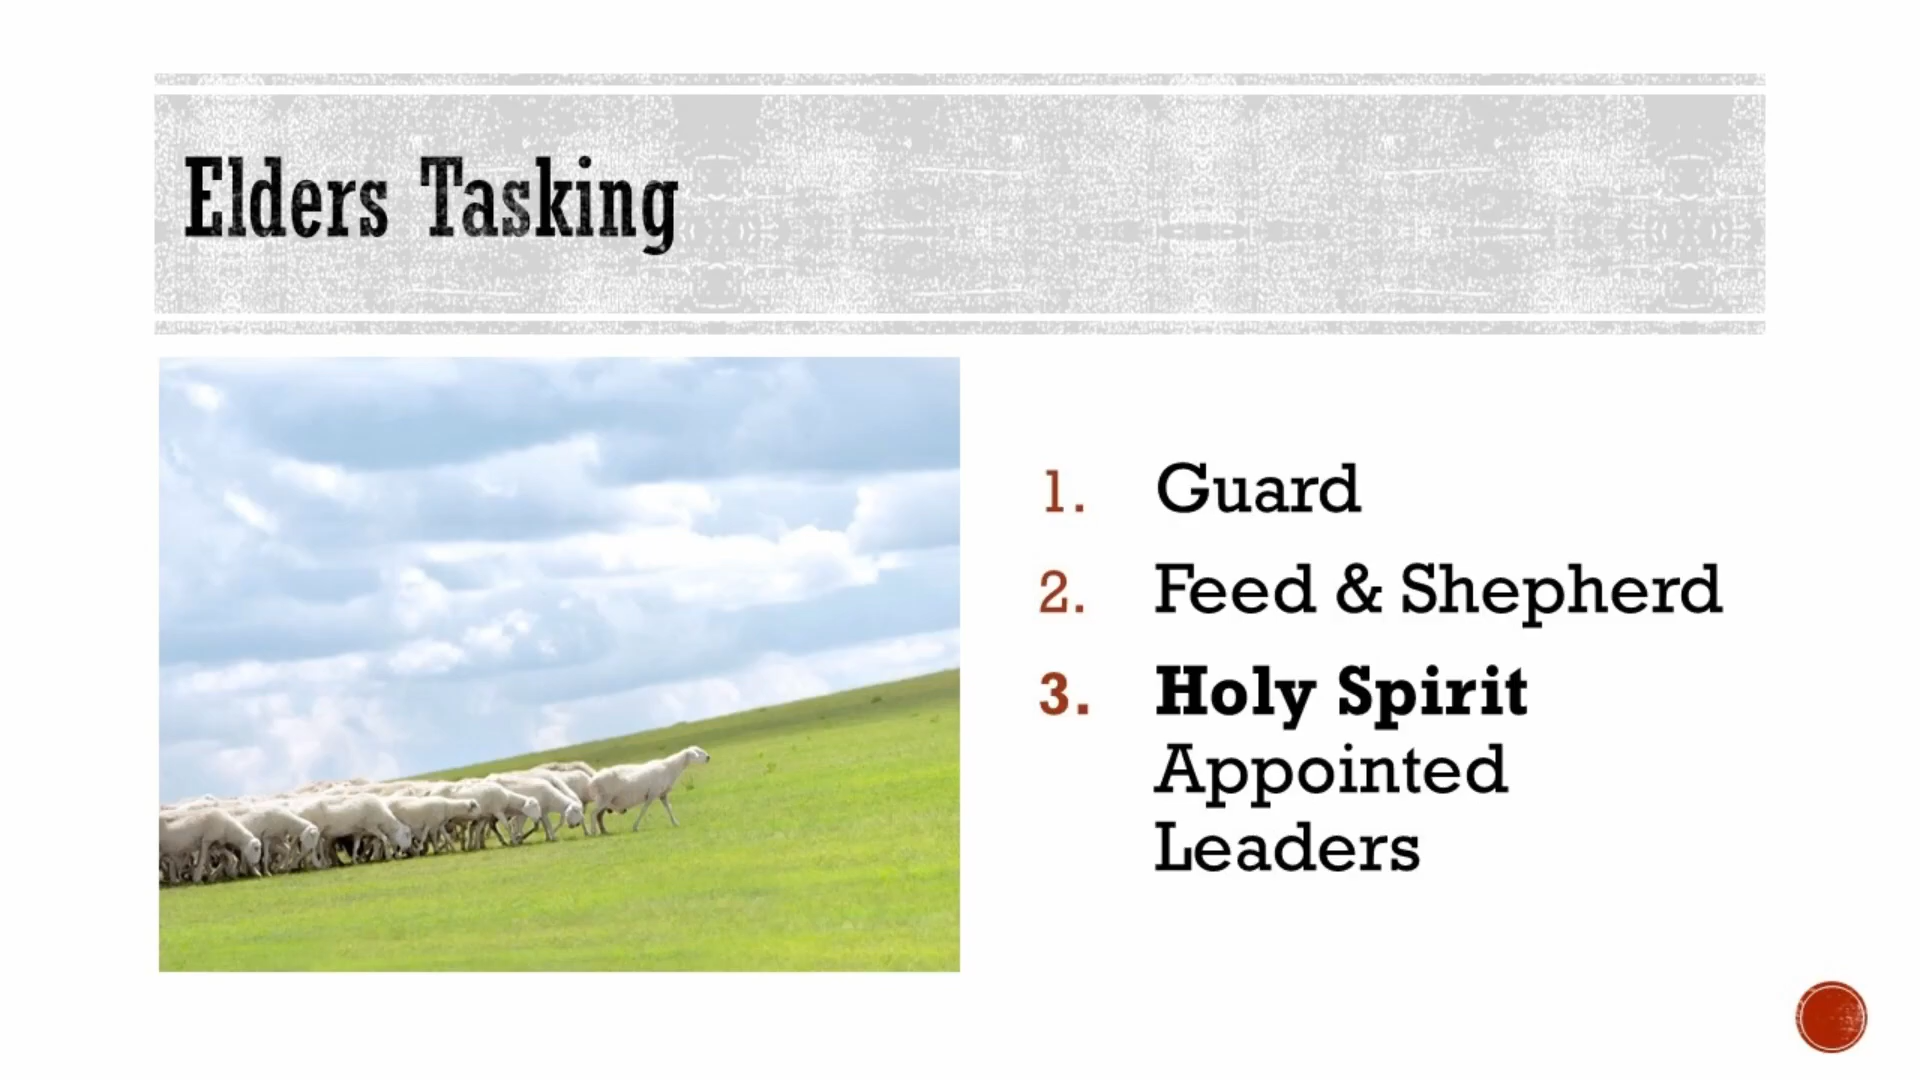 Elders Tasking
1. Guard
2. Feed & Shepherd
3. Holy Spirit
Appointed
Leaders